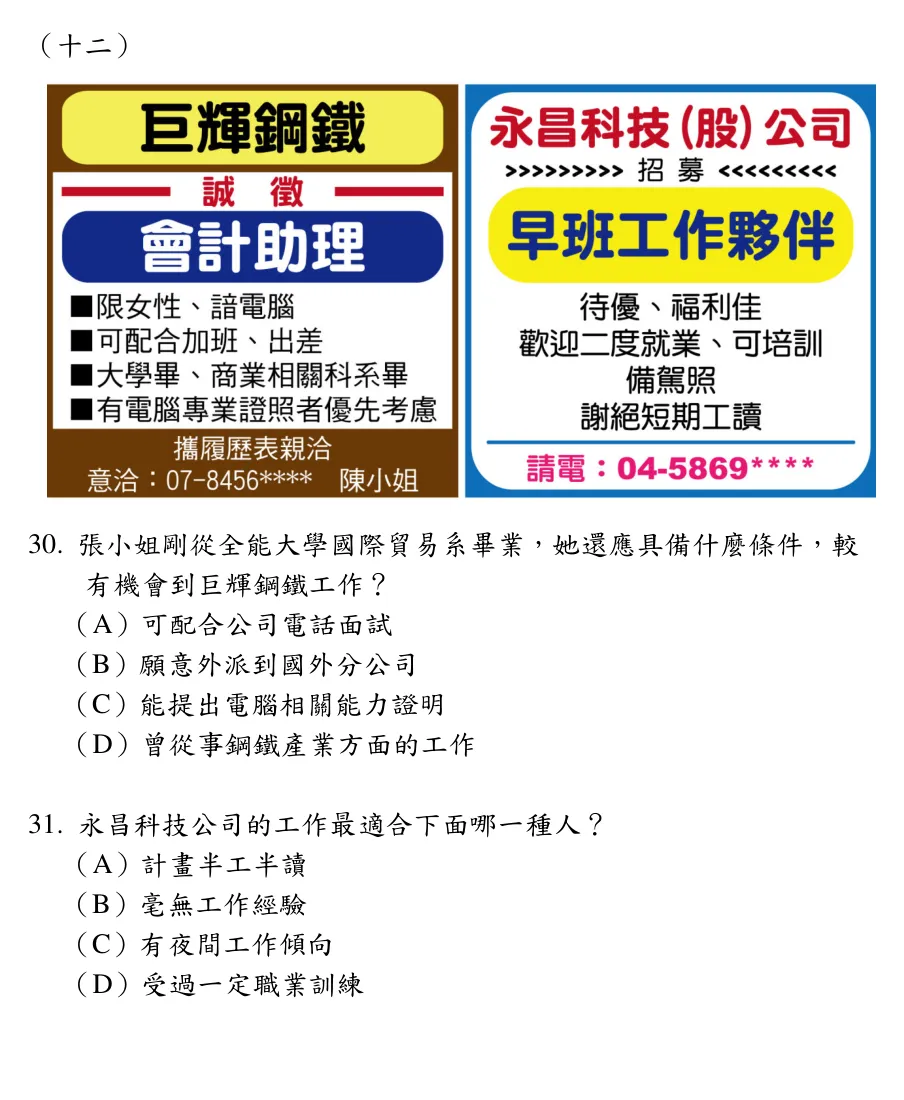 （十二）
巨輝鋼鐵
誠 徵
會計助理
■限女性、諳電腦
■可配合加班、出差
■大學畢、商業相關科系畢
■有電腦專業證照者優先考慮
攜履歷表親洽
意洽：07-8456**** 陳小姐
永昌科技(股)公司
>>>>>>>>> 招 募 <<<<<<<<<
早班工作夥伴
待優、福利佳
歡迎二度就業、可培訓
備駕照
謝絕短期工讀
請電：04-5869****
30. 張小姐剛從全能大學國際貿易系畢業，她還應具備什麼條件，較
有機會到巨輝鋼鐵工作？
（A）可配合公司電話面試
（B）願意外派到國外分公司
（C）能提出電腦相關能力證明
（D）曾從事鋼鐵產業方面的工作
31. 永昌科技公司的工作最適合下面哪一種人？
（A）計畫半工半讀
（B）毫無工作經驗
（C）有夜間工作傾向
（D）受過一定職業訓練